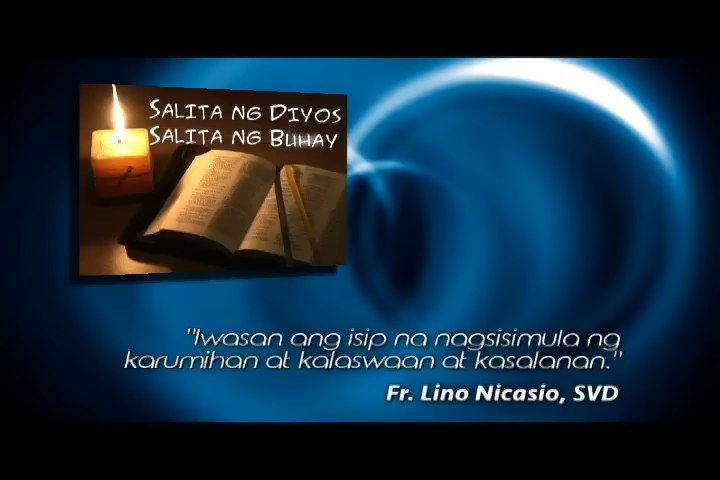 SALITA NG DIYOS
SALITA NG BUHAY
"Iwasan ang isip na nagsisimula ng
karumihan at kalaswaan at kasalanan."
Fr. Lino Nicasio, SVD